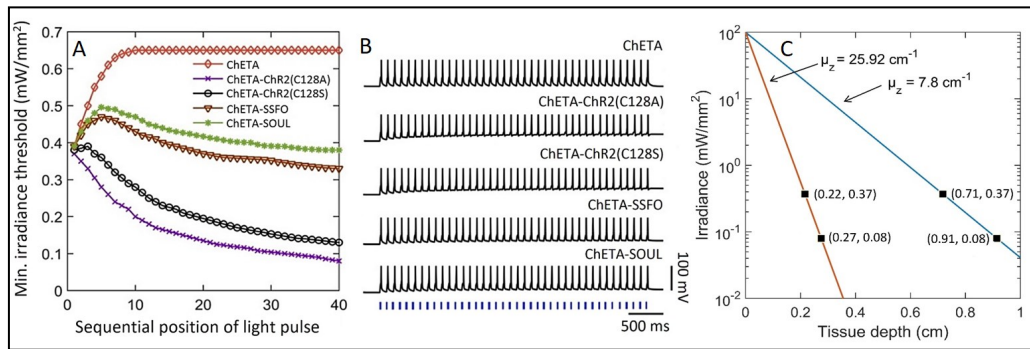 A
Min. irradiance threshold (mW/mm²)
0.7
0.6
0.5
0.4
0.3
0.2
0.1
0
0
10
20
30
40
Sequential position of light pulse
ChETA
ChETA-ChR2(C128A)
ChETA-ChR2(C128S)
ChETA-SSFO
ChETA-SOUL
B
ChETA
ChETA-ChR2(C128A)
ChETA-ChR2(C128S)
ChETA-SSFO
ChETA-SOUL
100 mV
500 ms
C
Irradiance (mW/mm²)
10²
10¹
10⁰
10⁻¹
10⁻²
μz = 25.92 cm⁻¹
μz = 7.8 cm⁻¹
(0.22, 0.37)
(0.71, 0.37)
(0.27, 0.08)
(0.91, 0.08)
0
0.2
0.4
0.6
0.8
1
Tissue depth (cm)